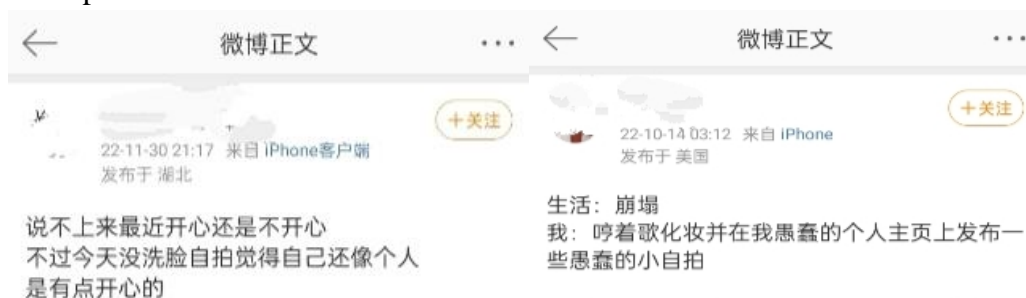 微博正文
+关注
22-11-30 21:17 来自 iPhone客户端
发布于 湖北
说不上来最近开心还是不开心
不过今天没洗脸自拍觉得自己还像个人
是有点开心的
微博正文
+关注
22-10-14 03:12 来自 iPhone
发布于 美国
生活：崩塌
我：哼着歌化妆并在我愚蠢的个人主页上发布一
些愚蠢的小自拍